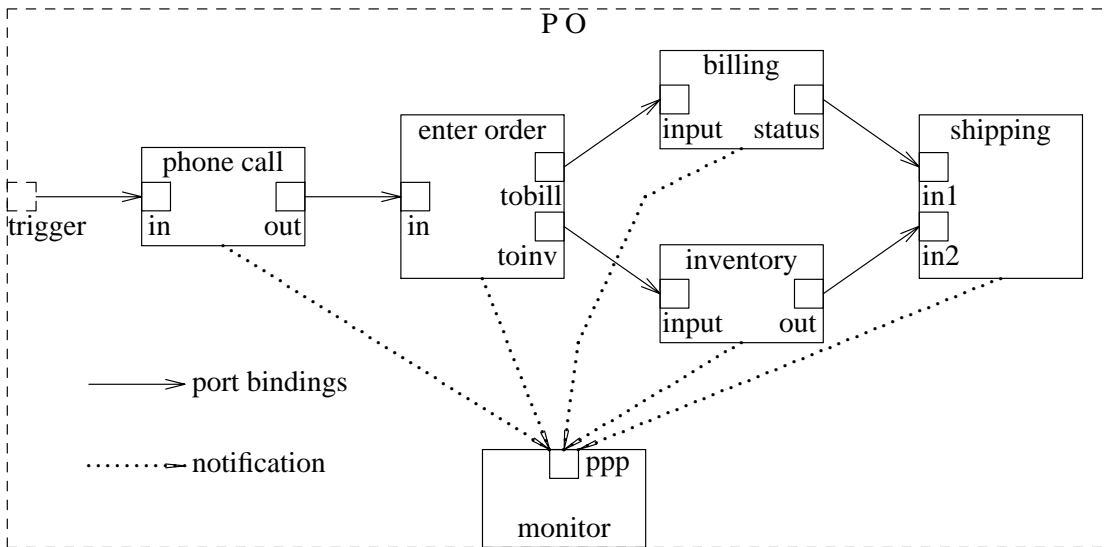 P O
billing
input
status
enter order
tobill
in
toinv
shipping
in1
in2
phone call
in
out
trigger
inventory
input
out
port bindings
notification
ppp
monitor